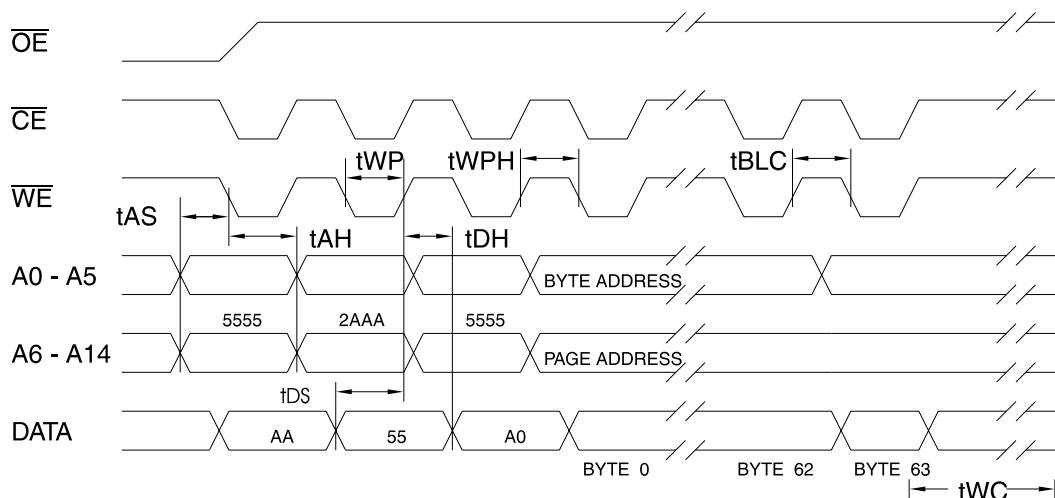 OE
CE
tWP tWPH tBLC
WE
tAS
tAH tDH
A0 - A5 BYTE ADDRESS
5555 2AAA 5555
A6 - A14 PAGE ADDRESS
tDS
DATA AA 55 A0
BYTE 0 BYTE 62 BYTE 63
tWC